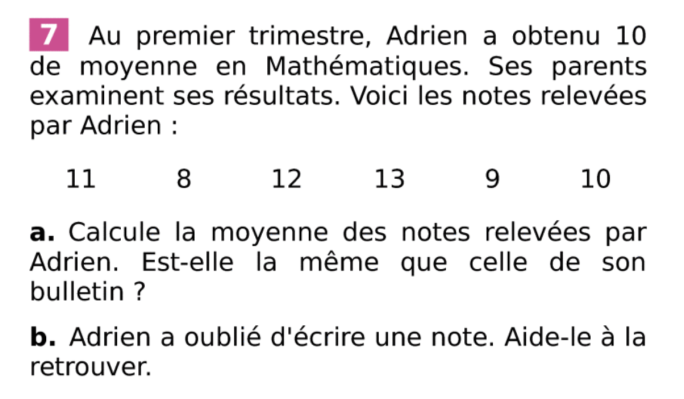 7 Au premier trimestre, Adrien a obtenu 10
de moyenne en Mathématiques. Ses parents
examinent ses résultats. Voici les notes relevées
par Adrien :
11 8 12 13 9 10
a. Calcule la moyenne des notes relevées par
Adrien. Est-elle la même que celle de son
bulletin ?
b. Adrien a oublié d'écrire une note. Aide-le à la
retrouver.